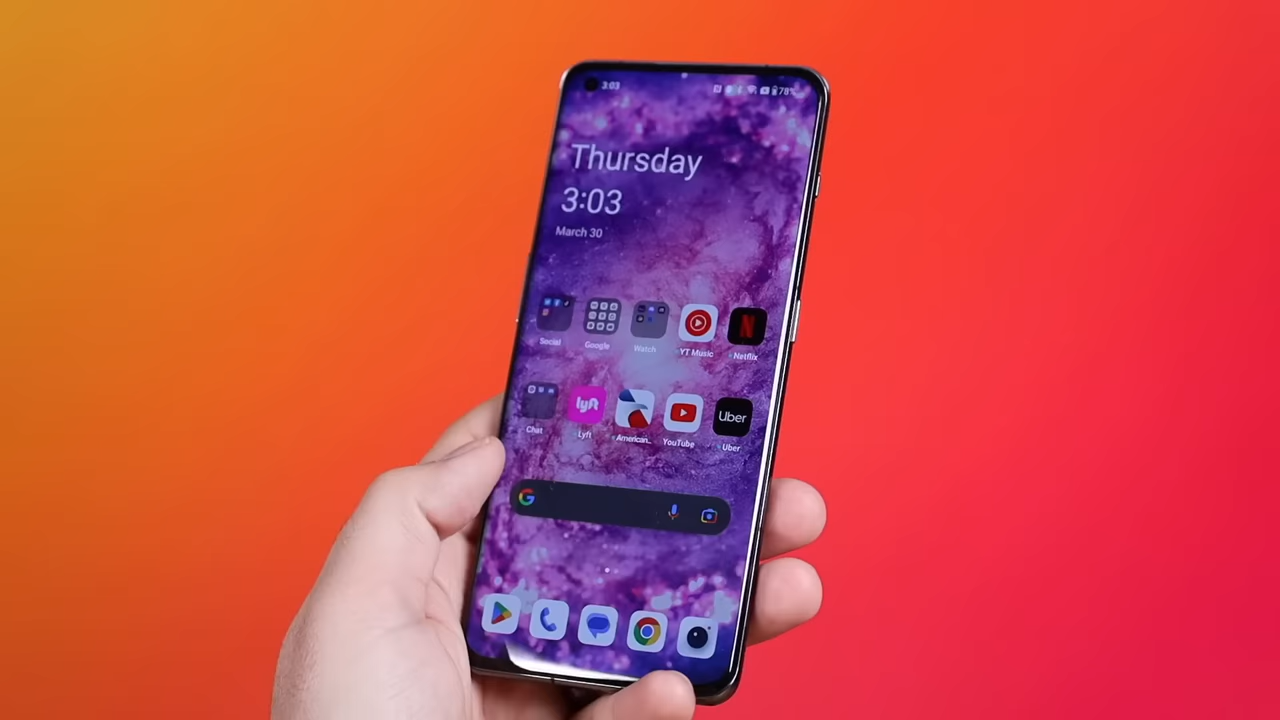 3:03
78%
Thursday
3:03
March 30
Social
Google
Watch
YT Music
Netflix
Chat
lyft
Lyft
American..
YouTube
Uber
Uber